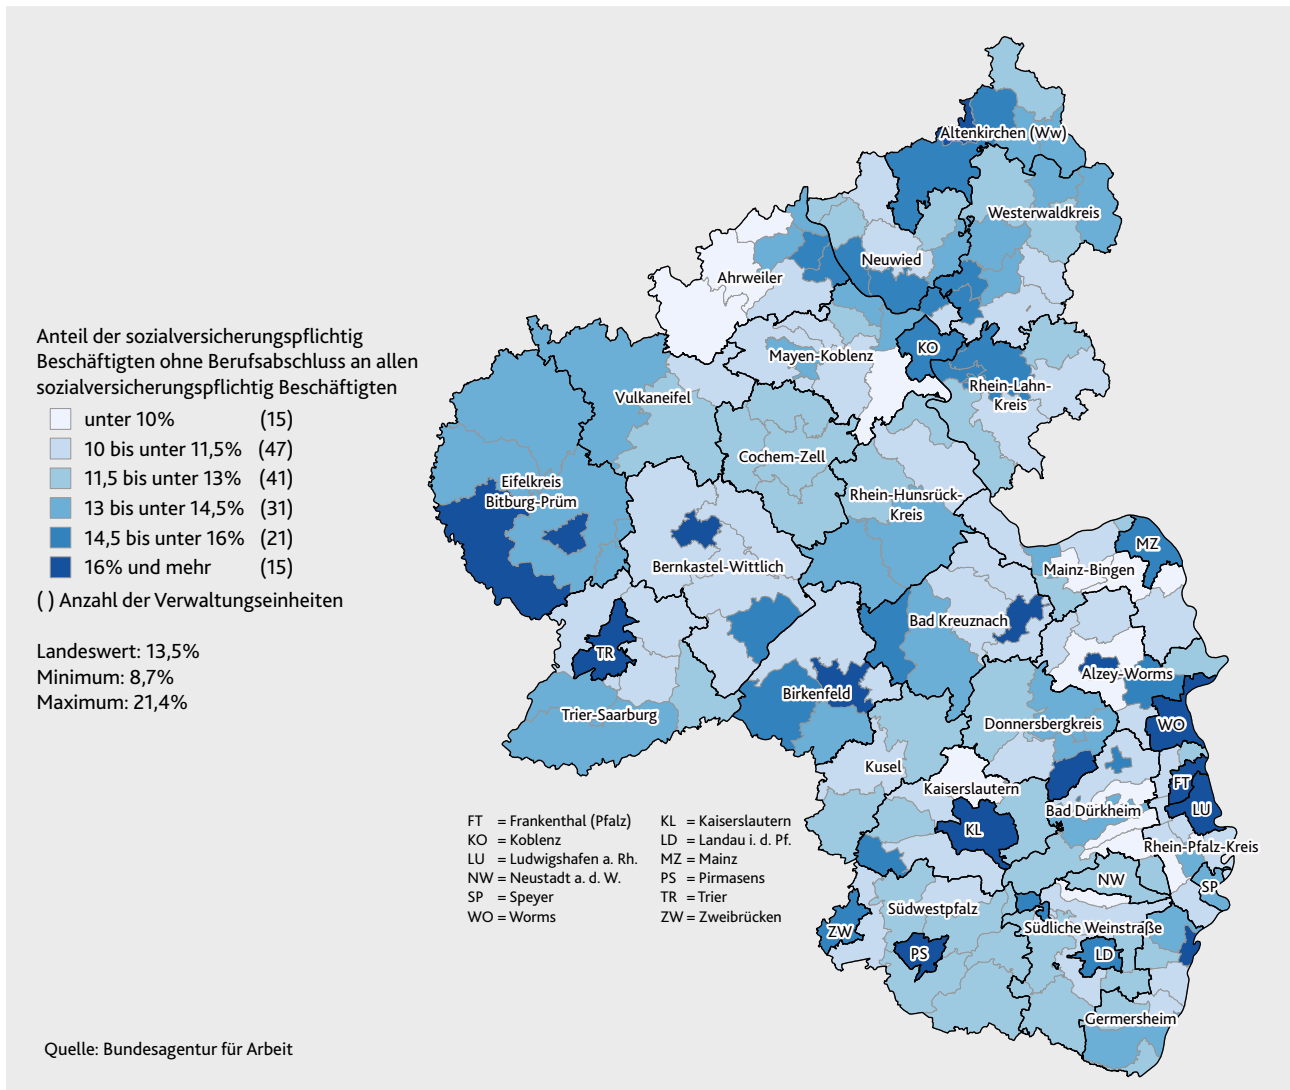 Anteil der sozialversicherungspflichtig
Beschäftigten ohne Berufsabschluss an allen
sozialversicherungspflichtig Beschäftigten
unter 10% (15)
10 bis unter 11,5% (47)
11,5 bis unter 13% (41)
13 bis unter 14,5% (31)
14,5 bis unter 16% (21)
16% und mehr (15)
( ) Anzahl der Verwaltungseinheiten
Landeswert: 13,5%
Minimum: 8,7%
Maximum: 21,4%
Altenkirchen (Ww)
Westerwaldkreis
Neuwied
Ahrweiler
KO
Mayen-Koblenz
Rhein-Lahn-
Kreis
Vulkaneifel
Cochem-Zell
Eifelkreis
Bitburg-Prüm
Rhein-Hunsrück-
Kreis
MZ
Mainz-Bingen
Bernkastel-Wittlich
Bad Kreuznach
TR
Alzey-Worms
Birkenfeld
Trier-Saarburg
Donnersbergkreis
WO
Kusel
Kaiserslautern
FT
LU
Bad Dürkheim
KL
Rhein-Pfalz-Kreis
NW
SP
Südwestpfalz
Südliche Weinstraße
ZW
PS
LD
Germersheim
FT = Frankenthal (Pfalz)
KO = Koblenz
LU = Ludwigshafen a. Rh.
NW = Neustadt a. d. W.
SP = Speyer
WO = Worms
KL = Kaiserslautern
LD = Landau i. d. Pf.
MZ = Mainz
PS = Pirmasens
TR = Trier
ZW = Zweibrücken
Quelle: Bundesagentur für Arbeit